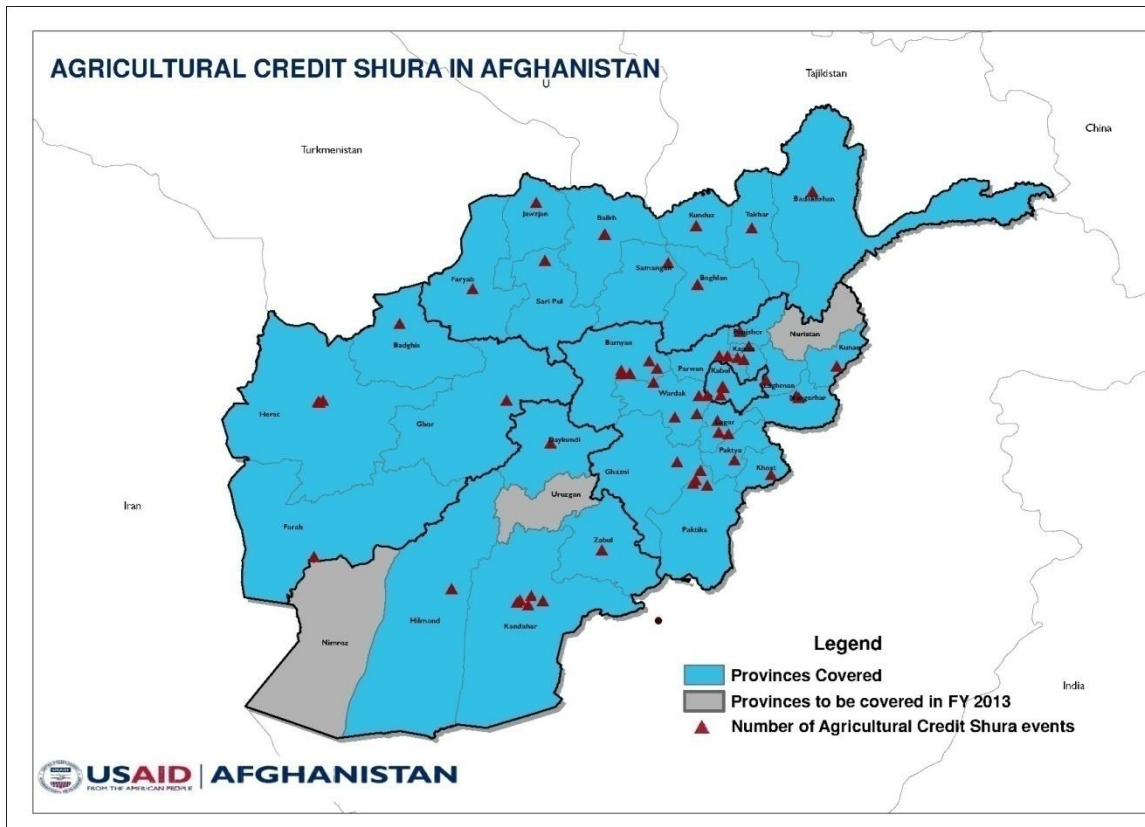 AGRICULTURAL CREDIT SHURA IN AFGHANISTAN
U
Tajikistan
China
Turkmenistan
Jawzjan
Balkh
Kunduz
Takhar
Badakshen
Faryab
Sari Pul
Samangan
Baghlan
Badghis
Bamyan
Panjsher
Nuristan
Kapisa
Kunar
Parwan
Kabul
Laghman
Wardak
Nangarhar
Herat
Ghor
Logar
Daykundi
Paktya
Khost
Ghazni
Uruzgan
Iran
Farah
Paktika
Zabul
Hilmand
Kandahar
Nimroz
India
Legend
Provinces Covered
Provinces to be covered in FY 2013
Number of Agricultural Credit Shura events
USAID | AFGHANISTAN
FROM THE AMERICAN PEOPLE